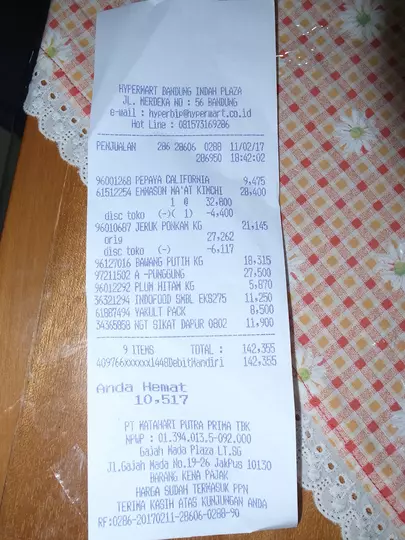 HYPERMART BANDUNG INDAH PLAZA
JL. MERDEKA NO : 56 BANDUNG
e-mail : hyperbip@hypermart.co.id
Hot Line : 081573169286
PENJUALAN 286 28606 0288 11/02/17
286950 18:42:02
96001268 PEPAYA CALIFORNIA 9,475
61512254 EHWASON MA'AT KIMCHI 28,400
1 @ 32,800
disc toko (-)( 1) -4,400
96010687 JERUK PONKAN KG 21,145
orig 27,262
disc toko (-) -6,117
96127016 BAWANG PUTIH KG 18,315
97211502 A -PUNGGUNG 27,500
96012292 PLUM HITAM KG 5,870
36321294 INDOFOOD SMBL EKS275 11,250
61887494 YAKULT PACK 8,500
34365858 NGT SIKAT DAPUR 0802 11,900
9 ITEMS TOTAL : 142,355
409766xxxxxx1448DebitMandiri 142,355
Anda Hemat
10,517
PT MATAHARI PUTRA PRIMA TBK
NPWP : 01.394.013.5-092.000
Gajah Mada Plaza LT.SG
Jl.Gajah Mada No.19-26 JakPus 10130
BARANG KENA PAJAK
HARGA SUDAH TERMASUK PPN
TERIMA KASIH ATAS KUNJUNGAN ANDA
RF:0286-20170211-28606-0288-90